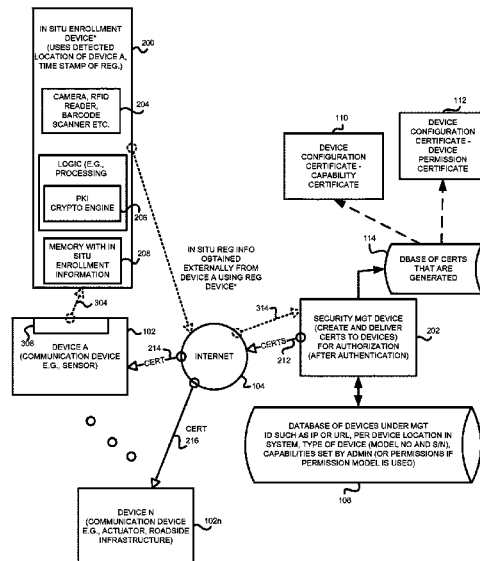 IN SITU ENROLLMENT
DEVICE*
(USES DETECTED
LOCATION OF DEVICE A,
TIME STAMP OF REG.)
200
CAMERA, RFID
READER,
BARCODE
SCANNER ETC.
204
LOGIC (E.G.,
PROCESSING
PKI
CRYPTO ENGINE
206
MEMORY WITH IN
SITU
ENROLLMENT
INFORMATION
208
304
308
102
DEVICE A
(COMMUNICATION DEVICE
E.G., SENSOR)
214
CERT
IN SITU REG INFO
OBTAINED
EXTERNALLY FROM
DEVICE A USING REG
DEVICE*
INTERNET
104
314
CERTS
212
CERT
216
DEVICE N
(COMMUNICATION DEVICE
E.G., ACTUATOR, ROADSIDE
INFRASTRUCTURE)
102n
110
DEVICE
CONFIGURATION
CERTIFICATE -
CAPABILITY
CERTIFICATE
112
DEVICE
CONFIGURATION
CERTIFICATE -
DEVICE
PERMISSION
CERTIFICATE
114
DBASE OF CERTS
THAT ARE
GENERATED
SECURITY MGT DEVICE
(CREATE AND DELIVER
CERTS TO DEVICES)
FOR AUTHORIZATION
(AFTER AUTHENTICATION)
202
DATABASE OF DEVICES UNDER MGT
ID SUCH AS IP OR URL, PER DEVICE LOCATION IN
SYSTEM, TYPE OF DEVICE (MODEL NO AND S/N),
CAPABILITIES SET BY ADMIN (OR PERMISSIONS IF
PERMISSION MODEL IS USED)
108